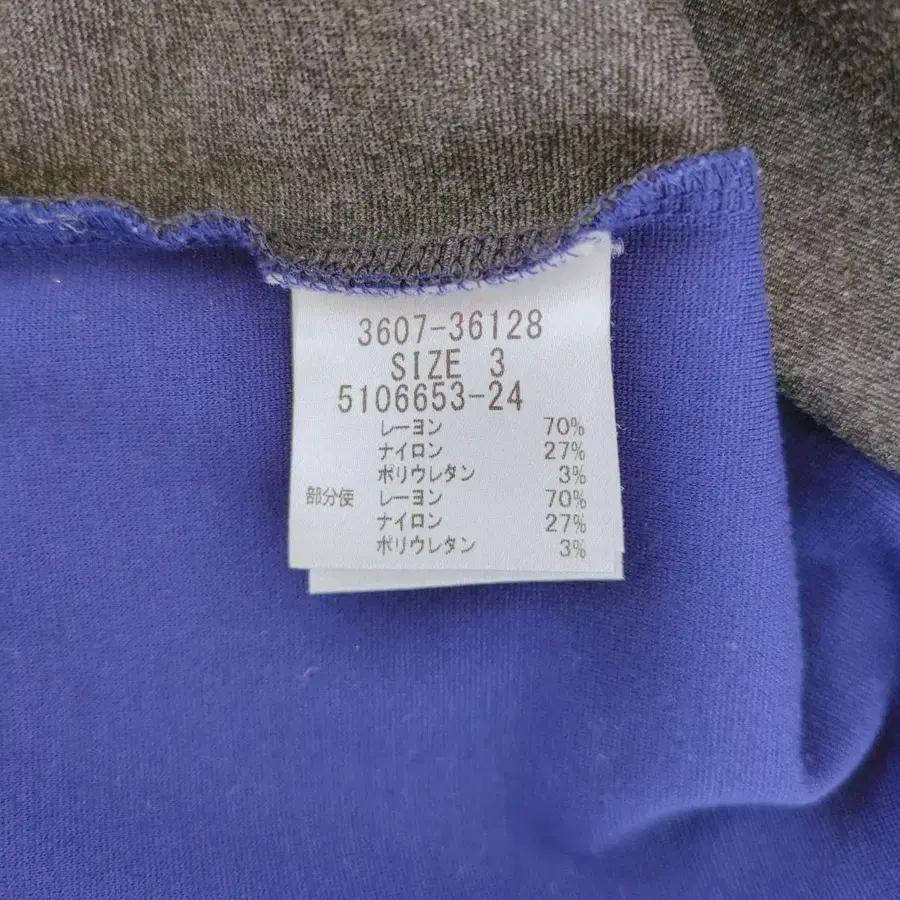 3607-36128
SIZE 3
5106653-24
レーヨン 70%
ナイロン 27%
ポリウレタン 3%
部分使 レーヨン 70%
ナイロン 27%
ポリウレタン 3%